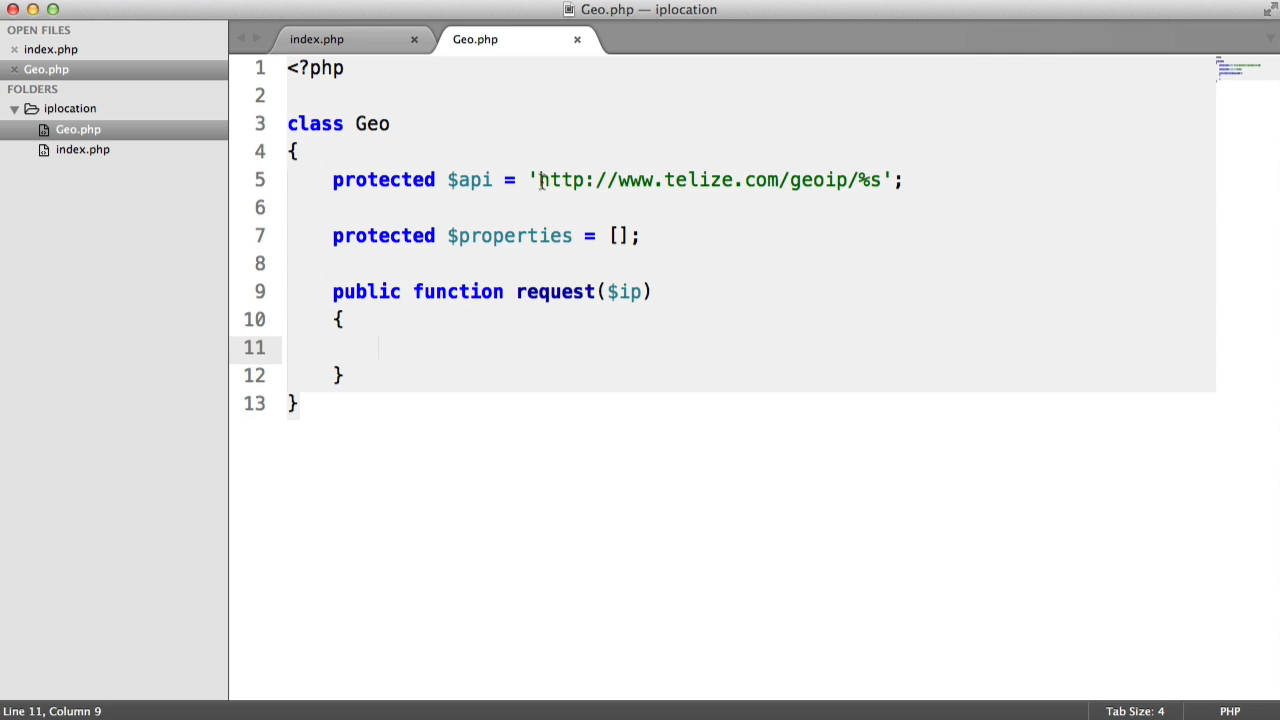 Geo.php — iplocation
OPEN FILES
index.php
Geo.php
FOLDERS
iplocation
Geo.php
index.php
index.php
Geo.php
1 <?php
2
3 class Geo
4 {
5 protected $api = 'http://www.telize.com/geoip/%s';
6
7 protected $properties = [];
8
9 public function request($ip)
10 {
11
12 }
13 }
Line 11, Column 9
Tab Size: 4
PHP